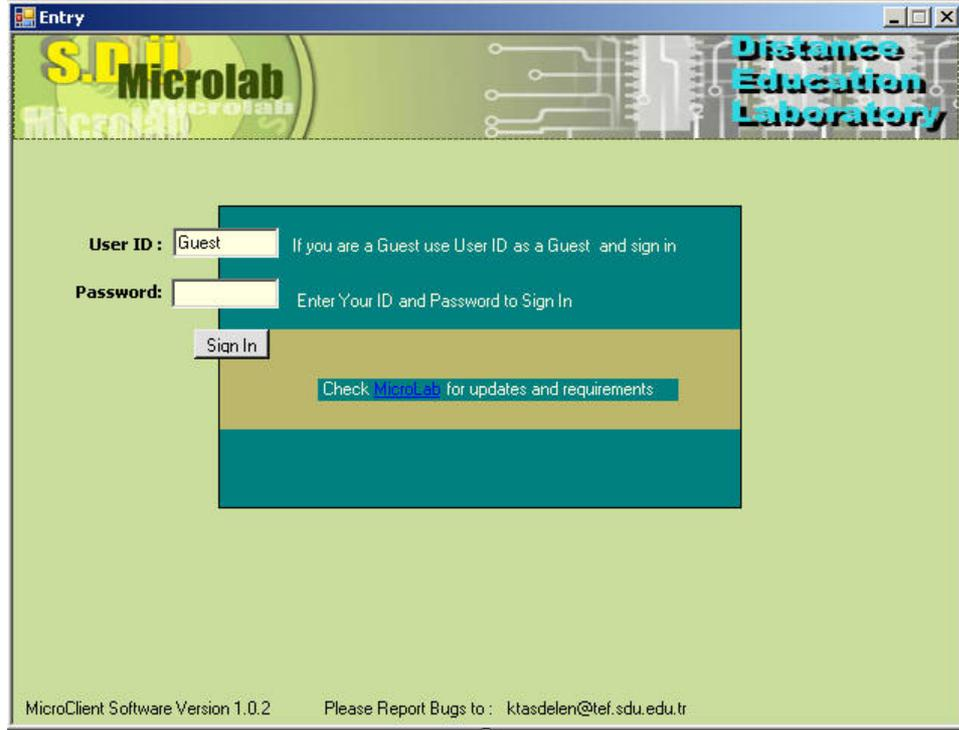 Entry
S.D.Ü
Microlab
Microlab
Microlab
Distance
Education
Laboratory
User ID :
Guest
If you are a Guest use User ID as a Guest and sign in
Password:
Enter Your ID and Password to Sign In
Sign In
Check MicroLab for updates and requirements
MicroClient Software Version 1.0.2
Please Report Bugs to : ktasdelen@tef.sdu.edu.tr